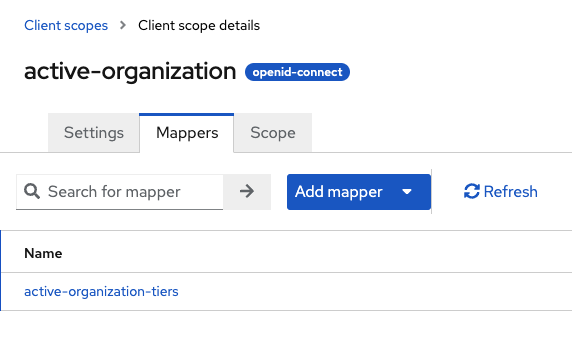 Client scopes > Client scope details
active-organization openid-connect
Settings Mappers Scope
Search for mapper Add mapper Refresh
Name
active-organization-tiers